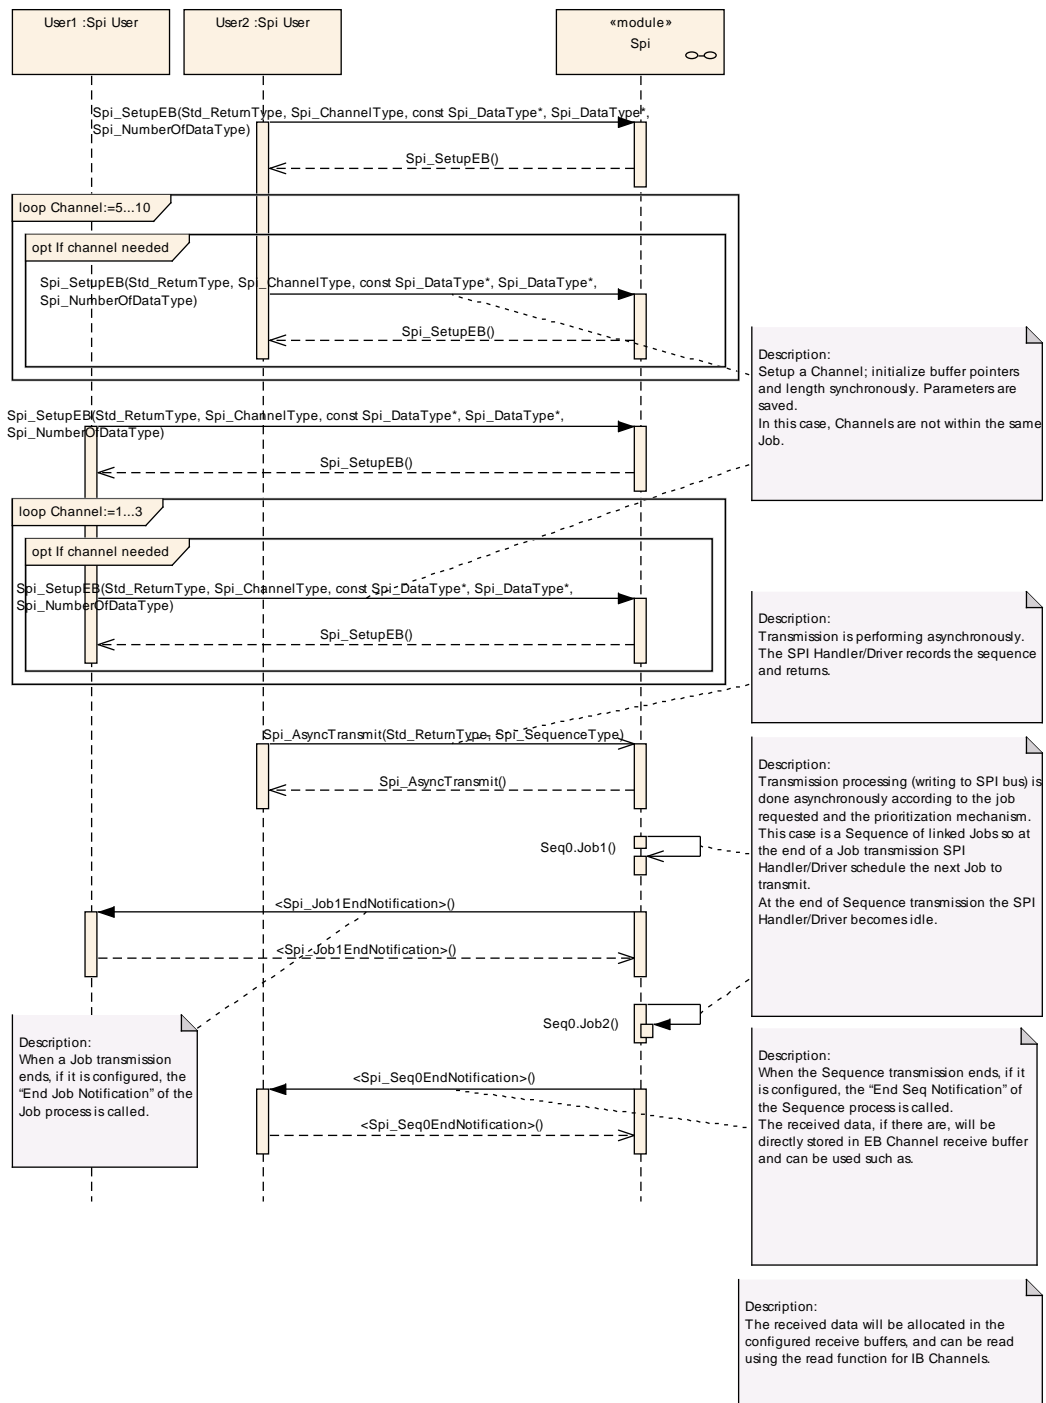 User1 :Spi User
User2 :Spi User
«module»
Spi
Spi_SetupEB(Std_ReturnType, Spi_ChannelType, const Spi_DataType*, Spi_DataType*,
Spi_NumberOfDataType)
Spi_SetupEB()
loop Channel:=5...10
opt If channel needed
Spi_SetupEB(Std_ReturnType, Spi_ChannelType, const Spi_DataType*, Spi_DataType*,
Spi_NumberOfDataType)
Spi_SetupEB()
Description:
Setup a Channel; initialize buffer pointers
and length synchronously. Parameters are
saved.
In this case, Channels are not within the same
Job.
Spi_SetupEB(Std_ReturnType, Spi_ChannelType, const Spi_DataType*, Spi_DataType*,
Spi_NumberOfDataType)
Spi_SetupEB()
loop Channel:=1...3
opt If channel needed
Spi_SetupEB(Std_ReturnType, Spi_ChannelType, const Spi_DataType*, Spi_DataType*,
Spi_NumberOfDataType)
Spi_SetupEB()
Description:
Transmission is performing asynchronously.
The SPI Handler/Driver records the sequence
and returns.
Spi_AsyncTransmit(Std_ReturnType, Spi_SequenceType)
Spi_AsyncTransmit()
Description:
Transmission processing (writing to SPI bus) is
done asynchronously according to the job
requested and the prioritization mechanism.
This case is a Sequence of linked Jobs so at
the end of a Job transmission SPI
Handler/Driver schedule the next Job to
transmit.
At the end of Sequence transmission the SPI
Handler/Driver becomes idle.
Seq0.Job1()
<Spi_Job1EndNotification>()
<Spi_Job1EndNotification>()
Seq0.Job2()
Description:
When a Job transmission
ends, if it is configured, the
“End Job Notification” of the
Job process is called.
Description:
When the Sequence transmission ends, if it
is configured, the “End Seq Notification” of
the Sequence process is called.
The received data, if there are, will be
directly stored in EB Channel receive buffer
and can be used such as.
<Spi_Seq0EndNotification>()
<Spi_Seq0EndNotification>()
Description:
The received data will be allocated in the
configured receive buffers, and can be read
using the read function for IB Channels.